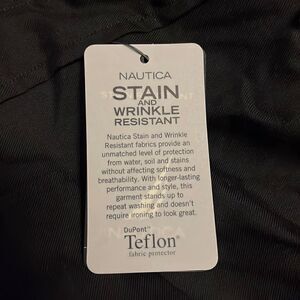 NAUTICA
STAIN
AND
WRINKLE
RESISTANT
Nautica Stain and Wrinkle
Resistant fabrics provide an
unmatched level of protection
from water, soil and stains
without affecting softness and
breathability. With longer-lasting
performance and style, this
garment stands up to
repeat washing and doesn't
require ironing to look great.
DuPont™
Teflon®
fabric protector